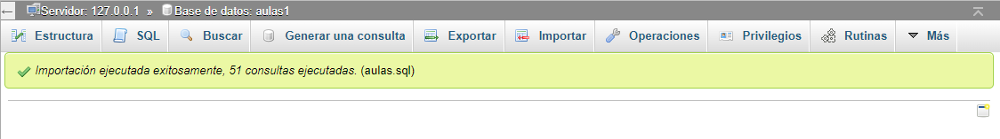 Servidor: 127.0.0.1 » Base de datos: aulas1
Estructura SQL Buscar Generar una consulta Exportar Importar Operaciones Privilegios Rutinas Más
Importación ejecutada exitosamente, 51 consultas ejecutadas. (aulas.sql)